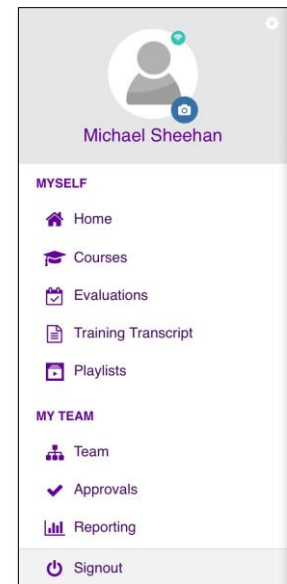 Michael Sheehan
MYSELF
Home
Courses
Evaluations
Training Transcript
Playlists
MY TEAM
Team
Approvals
Reporting
Signout